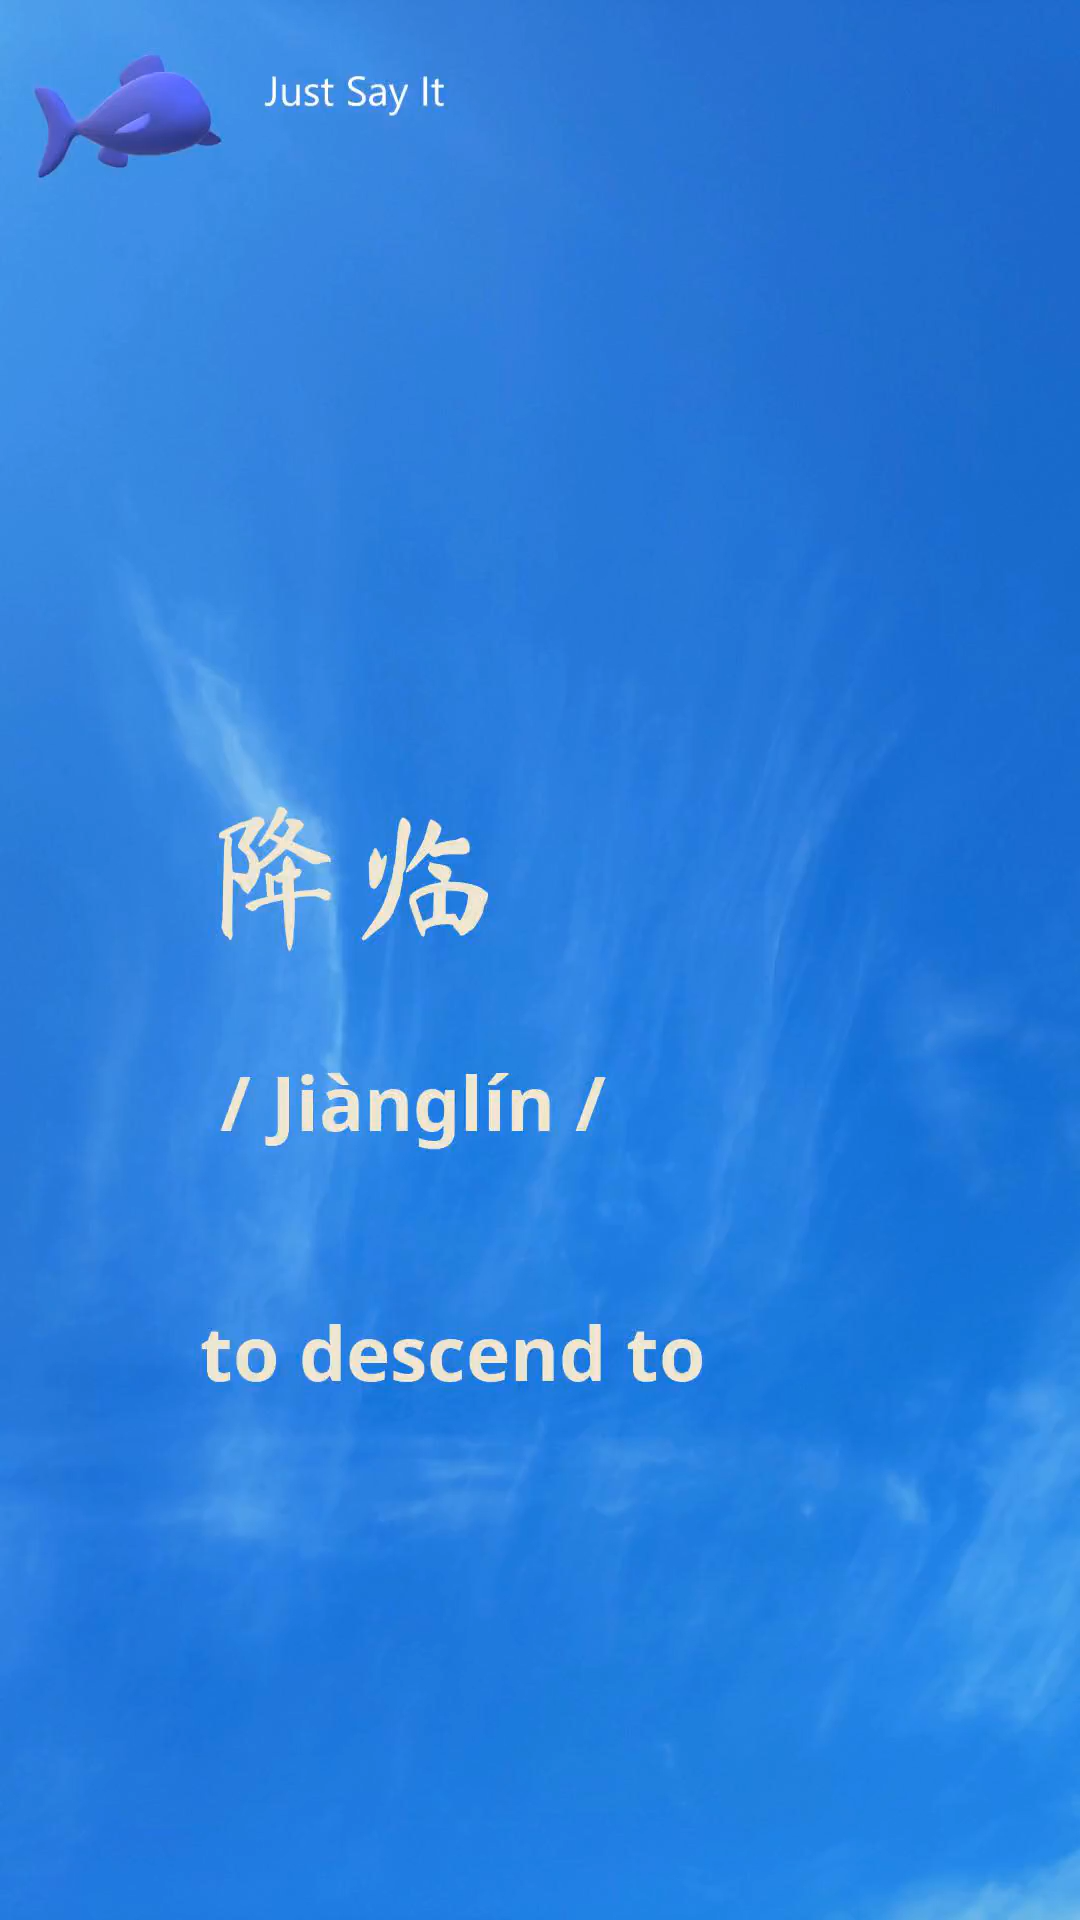 Just Say It
降临
/ Jiànglín /
to descend to